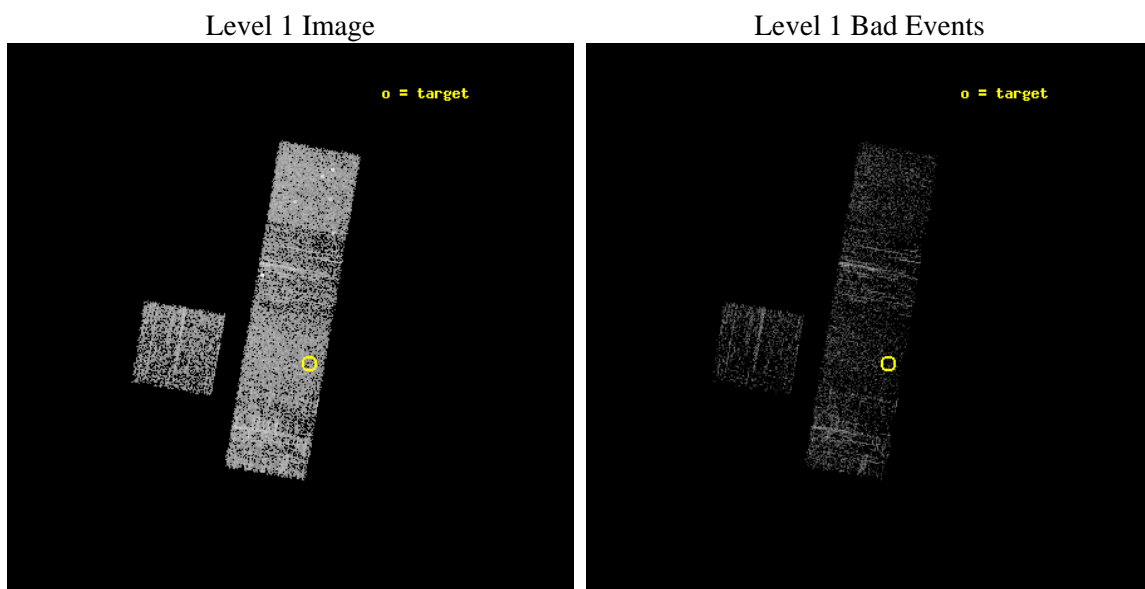 Level 1 Image
Level 1 Bad Events
o = target
o = target